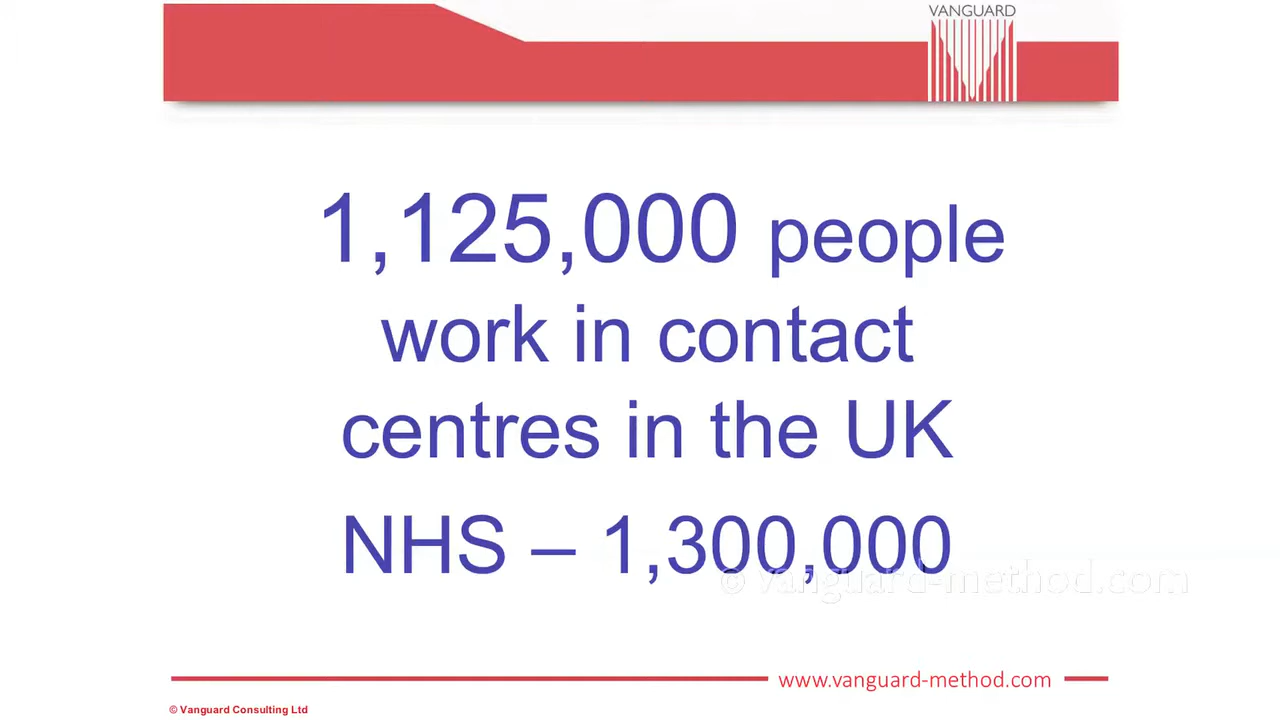 VANGUARD
1,125,000 people
work in contact
centres in the UK
NHS – 1,300,000
© vanguard-method.com
www.vanguard-method.com
© Vanguard Consulting Ltd